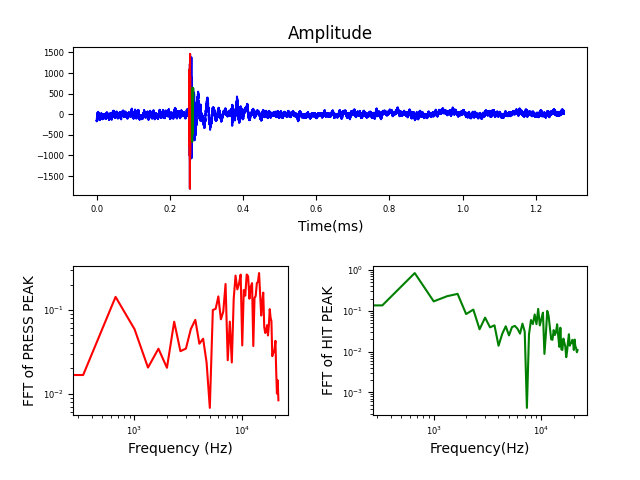 Amplitude
1500
1000
500
0
−500
−1000
−1500
0.0 0.2 0.4 0.6 0.8 1.0 1.2
Time(ms)
FFT of PRESS PEAK
10⁻¹
10⁻²
10³ 10⁴
Frequency (Hz)
FFT of HIT PEAK
10⁰
10⁻¹
10⁻²
10⁻³
10³ 10⁴
Frequency(Hz)